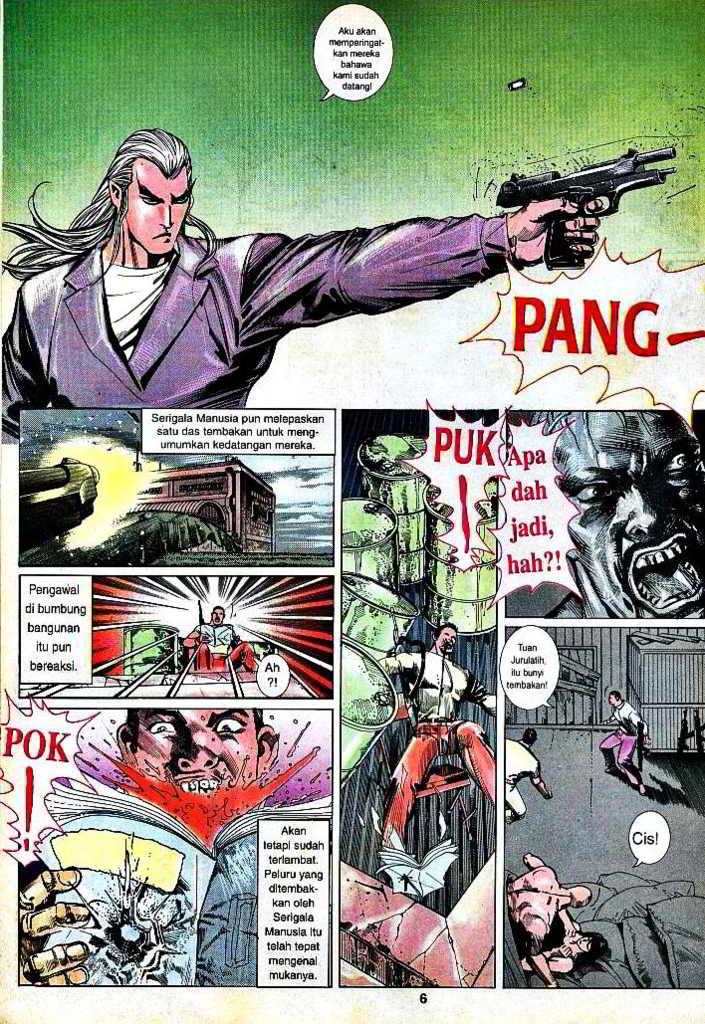 Aku akan
memperingat-
kan mereka
bahawa
kami sudah
datang!
PANG—
Serigala Manusia pun melepaskan
satu das tembakan untuk meng-
umumkan kedatangan mereka.
Pengawal
di bumbung
bangunan
itu pun
bereaksi.
Ah
?!
POK
!
Akan
tetapi sudah
terlambat.
Peluru yang
ditembak-
kan oleh
Serigala
Manusia itu
telah tepat
mengenai
mukanya.
PUK
!
Apa
dah
jadi,
hah?!
Tuan
Jurulatih,
itu bunyi
tembakan!
Cis!
6